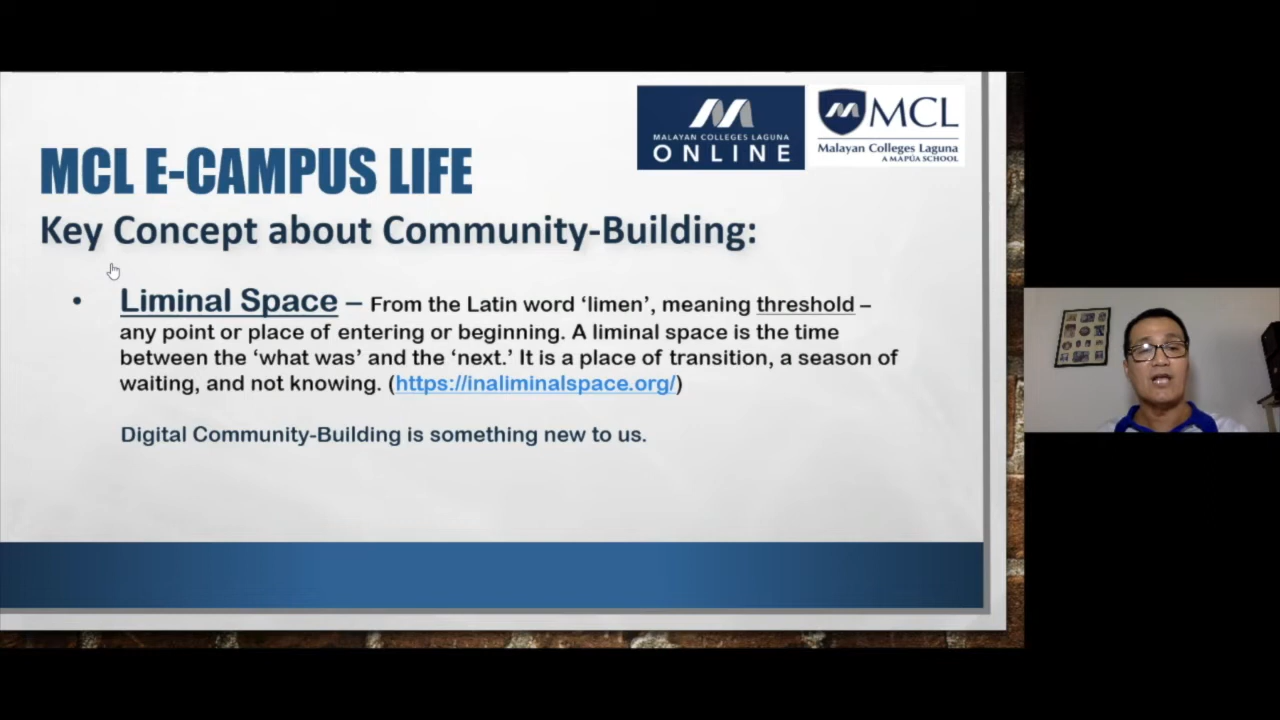 MALAYAN COLLEGES LAGUNA
ONLINE
MCL
Malayan Colleges Laguna
A MAPÚA SCHOOL
MCL E-CAMPUS LIFE
Key Concept about Community-Building:
• Liminal Space – From the Latin word ‘limen’, meaning threshold –
any point or place of entering or beginning. A liminal space is the time
between the ‘what was’ and the ‘next.’ It is a place of transition, a season of
waiting, and not knowing. (https://inaliminalspace.org/)
Digital Community-Building is something new to us.